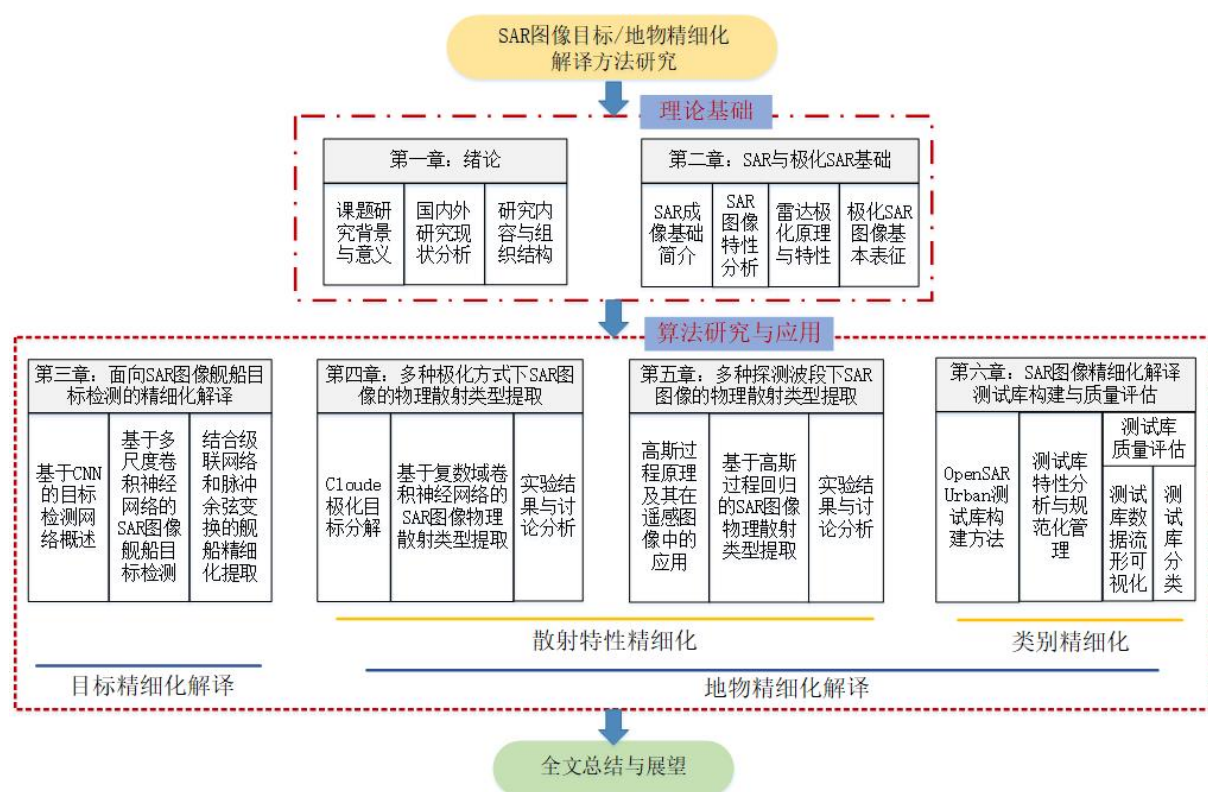 SAR图像目标/地物精细化
解译方法研究
理论基础
第一章：绪论
课题研
究背景
与意义
国内外
研究现
状分析
研究内
容与组
织结构
第二章：SAR与极化SAR基础
SAR成
像基础
简介
SAR
图像
特性
分析
雷达极
化原理
与特性
极化SAR
图像基
本表征
算法研究与应用
第三章：面向SAR图像舰船目
标检测的精细化解译
基于CNN
的目标
检测网
络概述
基于多
尺度卷
积神经
网络的
SAR图像
舰船目
标检测
结合级
联网络
和脉冲
余弦变
换的舰
船精细
化提取
第四章：多种极化方式下SAR图
像的物理散射类型提取
Cloude
极化目
标分解
基于复数域卷
积神经网络的
SAR图像物理
散射类型提取
实验结
果与讨
论分析
第五章：多种探测波段下SAR
图像的物理散射类型提取
高斯过
程原理
及其在
遥感图
像中的
应用
基于高斯
过程回归
的SAR图像
物理散射
类型提取
实验结
果与讨
论分析
第六章：SAR图像精细化解译
测试库构建与质量评估
OpenSAR
Urban测
试库构
建方法
测试库
特性分
析与规
范化管
理
测试库
质量评估
测试
库数
据流
形可
视化
测
试
库
分
类
散射特性精细化
类别精细化
目标精细化解译
地物精细化解译
全文总结与展望